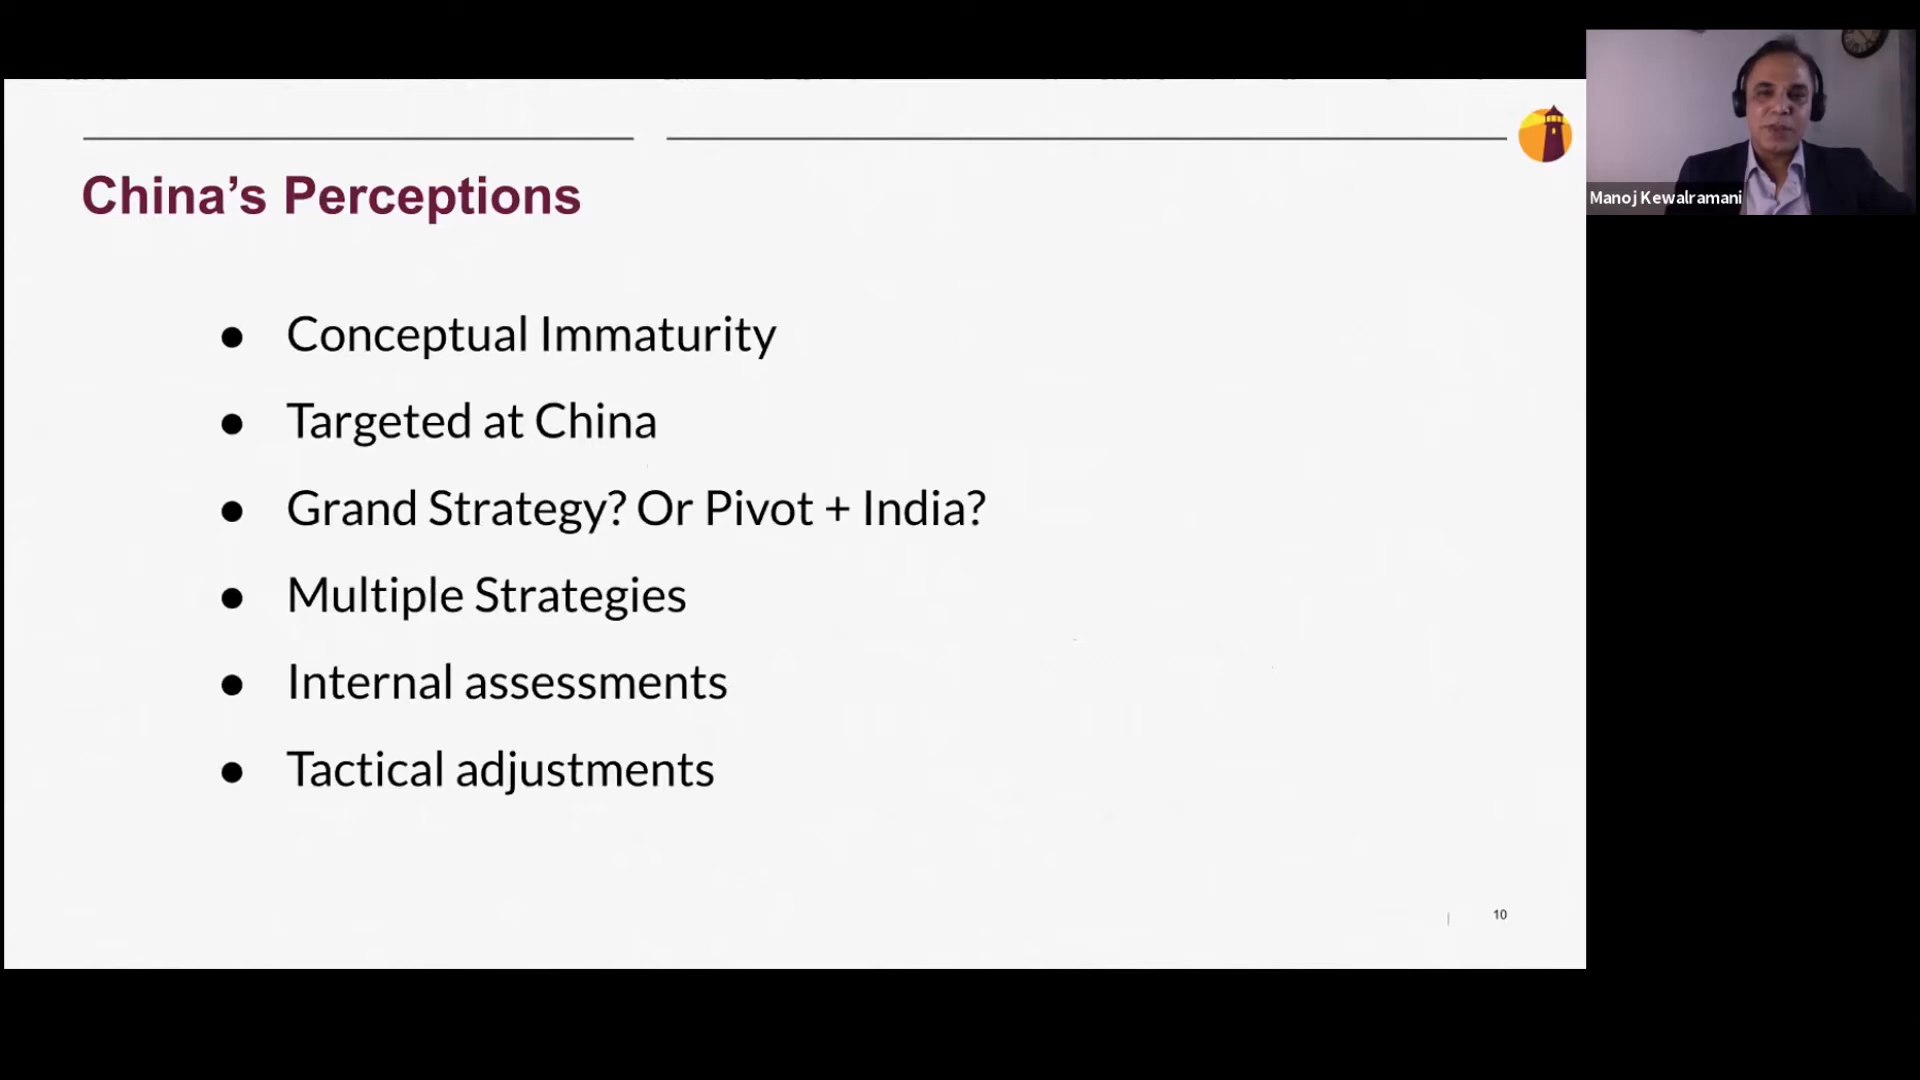 China’s Perceptions
● Conceptual Immaturity
● Targeted at China
● Grand Strategy? Or Pivot + India?
● Multiple Strategies
● Internal assessments
● Tactical adjustments
10
Manoj Kewalramani